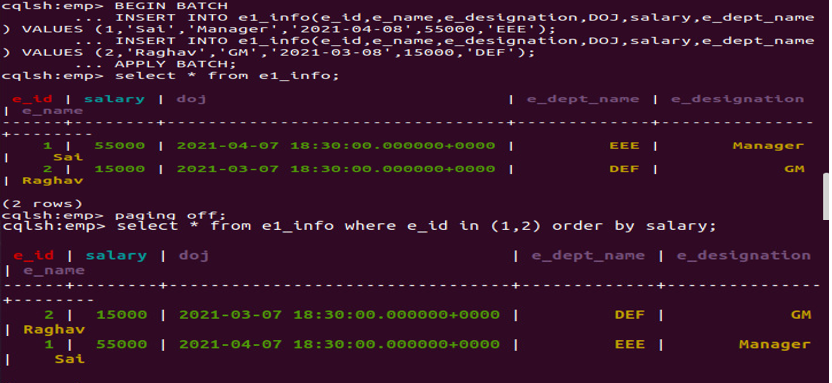 cqlsh:emp> BEGIN BATCH
... INSERT INTO e1_info(e_id,e_name,e_designation,DOJ,salary,e_dept_name
) VALUES (1,'Sai','Manager','2021-04-08',55000,'EEE');
... INSERT INTO e1_info(e_id,e_name,e_designation,DOJ,salary,e_dept_name
) VALUES (2,'Raghav','GM','2021-03-08',15000,'DEF');
... APPLY BATCH;
cqlsh:emp> select * from e1_info;
e_id | salary | doj | e_dept_name | e_designation
| e_name
------+--------+---------------------------------+-------------+---------------
+--------
1 | 55000 | 2021-04-07 18:30:00.000000+0000 | EEE | Manager
| Sai
2 | 15000 | 2021-03-07 18:30:00.000000+0000 | DEF | GM
| Raghav
(2 rows)
cqlsh:emp> paging off;
cqlsh:emp> select * from e1_info where e_id in (1,2) order by salary;
e_id | salary | doj | e_dept_name | e_designation
| e_name
------+--------+---------------------------------+-------------+---------------
+--------
2 | 15000 | 2021-03-07 18:30:00.000000+0000 | DEF | GM
| Raghav
1 | 55000 | 2021-04-07 18:30:00.000000+0000 | EEE | Manager
| Sai